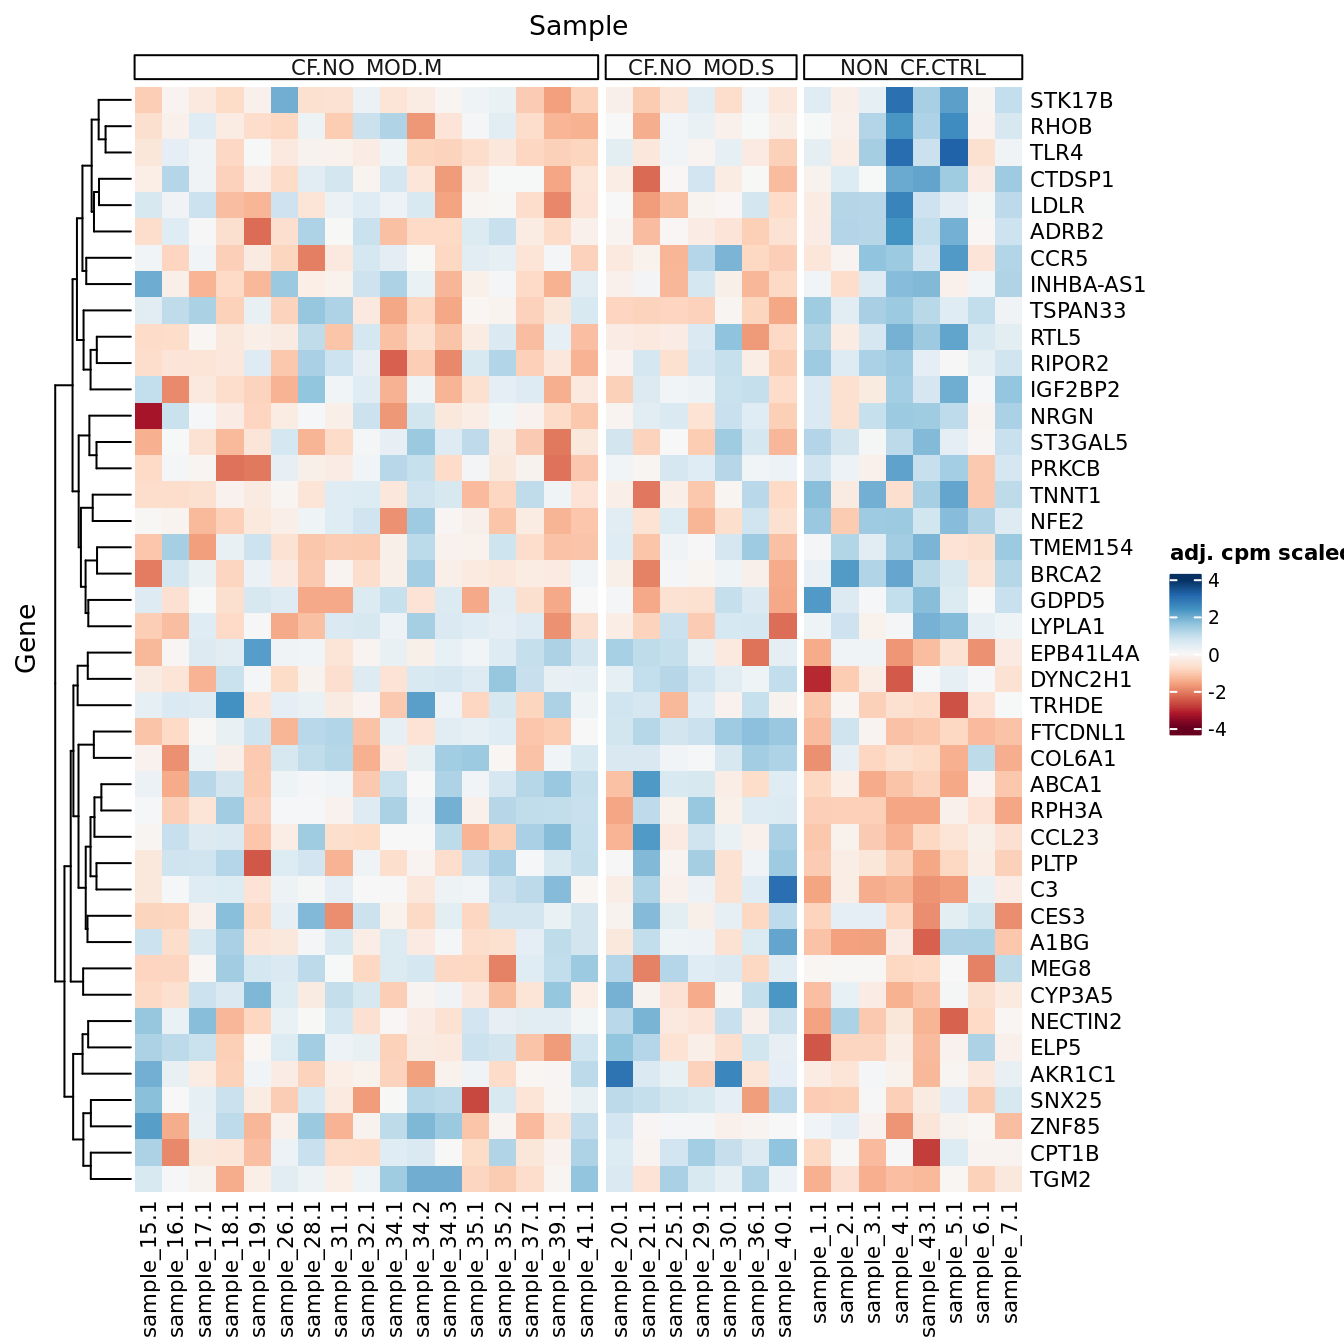 Sample
CF.NO_MOD.M CF.NO_MOD.S NON_CF.CTRL
STK17B
RHOB
TLR4
CTDSP1
LDLR
ADRB2
CCR5
INHBA-AS1
TSPAN33
RTL5
RIPOR2
IGF2BP2
NRGN
ST3GAL5
PRKCB
TNNT1
NFE2
TMEM154
BRCA2
GDPD5
LYPLA1
EPB41L4A
DYNC2H1
TRHDE
FTCDNL1
COL6A1
ABCA1
RPH3A
CCL23
PLTP
C3
CES3
A1BG
MEG8
CYP3A5
NECTIN2
ELP5
AKR1C1
SNX25
ZNF85
CPT1B
TGM2
Gene
adj. cpm scaled
4
2
0
-2
-4
sample_15.1
sample_16.1
sample_17.1
sample_18.1
sample_19.1
sample_26.1
sample_28.1
sample_31.1
sample_32.1
sample_34.1
sample_34.2
sample_34.3
sample_35.1
sample_35.2
sample_37.1
sample_39.1
sample_41.1
sample_20.1
sample_21.1
sample_25.1
sample_29.1
sample_30.1
sample_36.1
sample_40.1
sample_1.1
sample_2.1
sample_3.1
sample_4.1
sample_43.1
sample_5.1
sample_6.1
sample_7.1